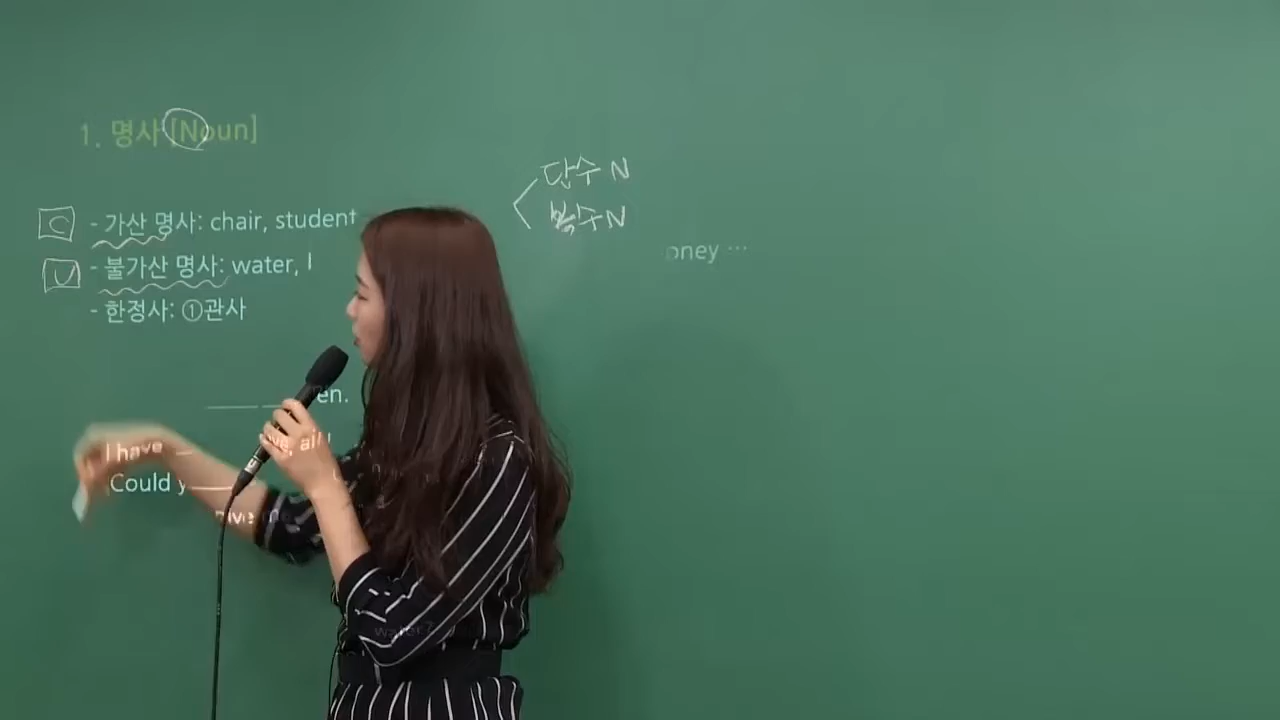 1. 명사 [Noun]
단수 N
복수 N
C - 가산 명사: chair, student
U - 불가산 명사: water,
oney ...
- 한정사: ①관사
en.
I have
Could y
water?